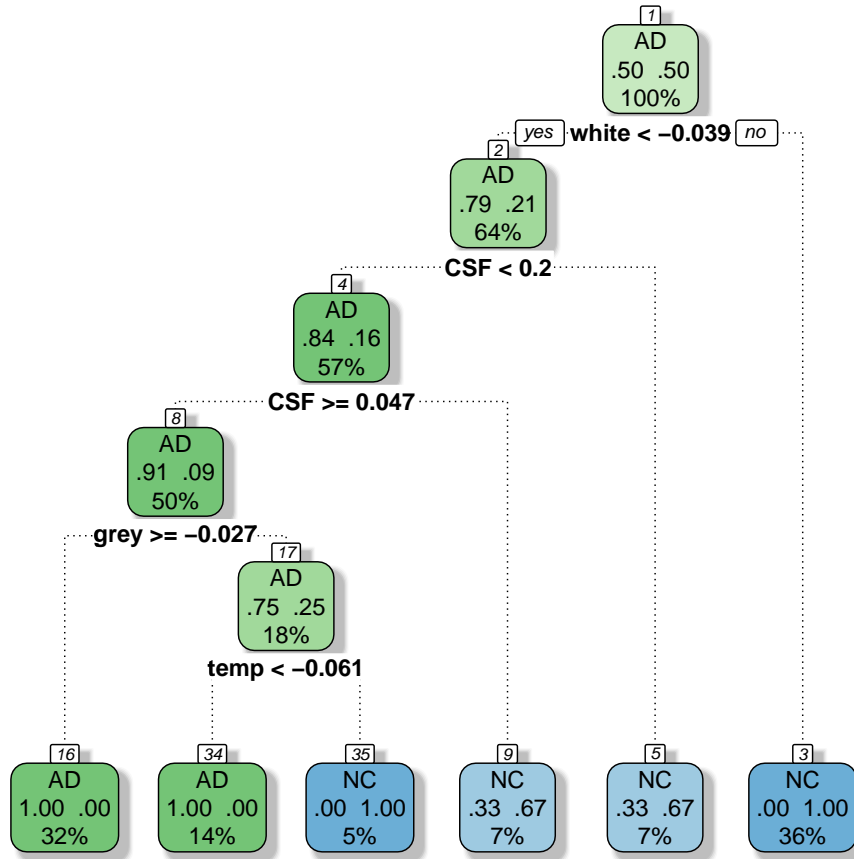 1
AD
.50 .50
100%
yes white < −0.039 no
2
AD
.79 .21
64%
CSF < 0.2
4
AD
.84 .16
57%
CSF >= 0.047
8
AD
.91 .09
50%
grey >= −0.027
17
AD
.75 .25
18%
temp < −0.061
16
AD
1.00 .00
32%
34
AD
1.00 .00
14%
35
NC
.00 1.00
5%
9
NC
.33 .67
7%
5
NC
.33 .67
7%
3
NC
.00 1.00
36%